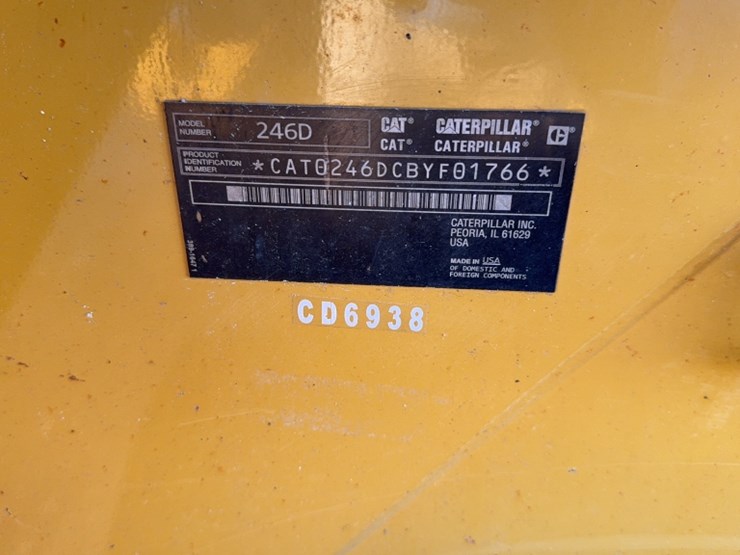 MODEL NUMBER 246D
CAT® CATERPILLAR®
CAT® CATERPILLAR®
PRODUCT IDENTIFICATION NUMBER *CAT0246DCBYF01766*
CATERPILLAR INC.
PEORIA, IL 61629
USA
MADE IN USA
OF DOMESTIC AND
FOREIGN COMPONENTS
CD6938